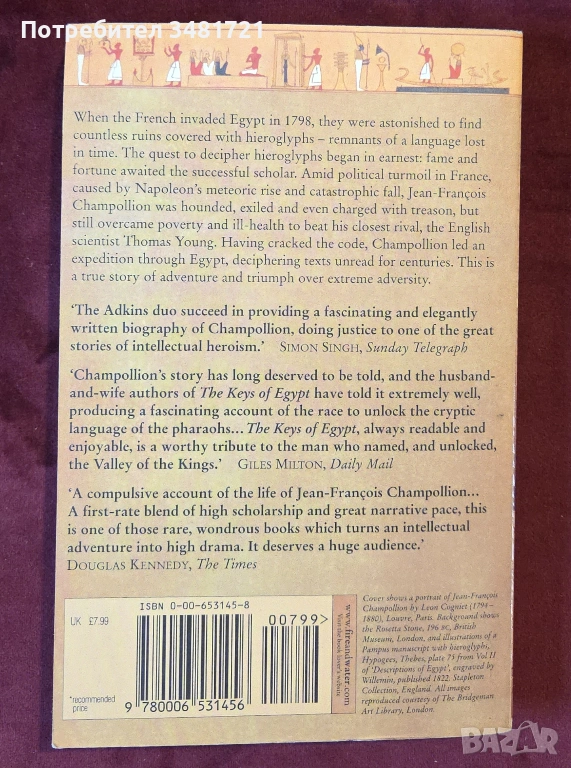 Потребител 3481721
When the French invaded Egypt in 1798, they were astonished to find
countless ruins covered with hieroglyphs – remnants of a language lost
in time. The quest to decipher hieroglyphs began in earnest: fame and
fortune awaited the successful scholar. Amid political turmoil in France,
caused by Napoleon's meteoric rise and catastrophic fall, Jean-François
Champollion was hounded, exiled and even charged with treason, but
still overcame poverty and ill-health to beat his closest rival, the English
scientist Thomas Young. Having cracked the code, Champollion led an
expedition through Egypt, deciphering texts unread for centuries. This is
a true story of adventure and triumph over extreme adversity.
‘The Adkins duo succeed in providing a fascinating and elegantly
written biography of Champollion, doing justice to one of the great
stories of intellectual heroism.’ SIMON SINGH, Sunday Telegraph
‘Champollion's story has long deserved to be told, and the husband-
and-wife authors of The Keys of Egypt have told it extremely well,
producing a fascinating account of the race to unlock the cryptic
language of the pharaohs… The Keys of Egypt, always readable and
enjoyable, is a worthy tribute to the man who named, and unlocked,
the Valley of the Kings.’ GILES MILTON, Daily Mail
‘A compulsive account of the life of Jean-François Champollion…
A first-rate blend of high scholarship and great narrative pace, this
is one of those rare, wondrous books which turns an intellectual
adventure into high drama. It deserves a huge audience.’
DOUGLAS KENNEDY, The Times
UK £7.99
*recommended
price
ISBN 0-00-653145-8
00799>
9 780006 531456
www.fireandwater.com
Visit the book lover's website
Cover shows a portrait of Jean-François
Champollion by Leon Cogniet (1794 –
1880), Louvre, Paris. Background shows
the Rosetta Stone, 196 BC, British
Museum, London, and illustrations of a
Pampus manuscript with hieroglyphs,
Hypogees, Thebes, plate 75 from Vol II
of ‘Descriptions of Egypt’, engraved by
Willemin, published 1822. Stapleton
Collection, England. All images
reproduced courtesy of The Bridgeman
Art Library, London.
BAZAR